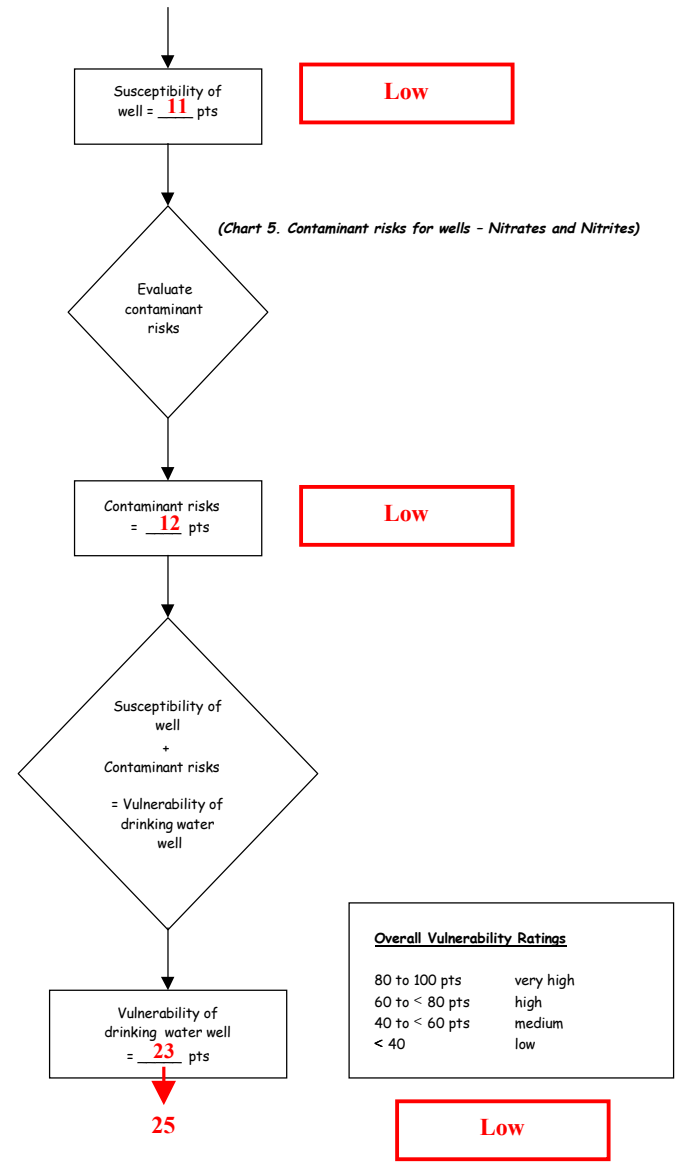 Susceptibility of
well = 11 pts
Low
(Chart 5. Contaminant risks for wells – Nitrates and Nitrites)
Evaluate
contaminant
risks
Contaminant risks
= 12 pts
Low
Susceptibility of
well
+
Contaminant risks
= Vulnerability of
drinking water
well
Vulnerability of
drinking water well
= 23 pts
25
Overall Vulnerability Ratings
80 to 100 pts very high
60 to < 80 pts high
40 to < 60 pts medium
< 40 low
Low